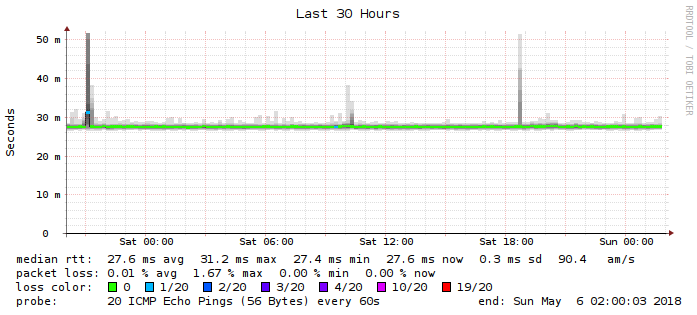 Last 30 Hours
RRDTOOL / TOBI OETIKER
Seconds
50 m
40 m
30 m
20 m
10 m
0
Sat 00:00 Sat 06:00 Sat 12:00 Sat 18:00 Sun 00:00
median rtt: 27.6 ms avg 31.2 ms max 27.4 ms min 27.6 ms now 0.3 ms sd 90.4 am/s
packet loss: 0.01 % avg 1.67 % max 0.00 % min 0.00 % now
loss color: 0 1/20 2/20 3/20 4/20 10/20 19/20
probe: 20 ICMP Echo Pings (56 Bytes) every 60s end: Sun May 6 02:00:03 2018